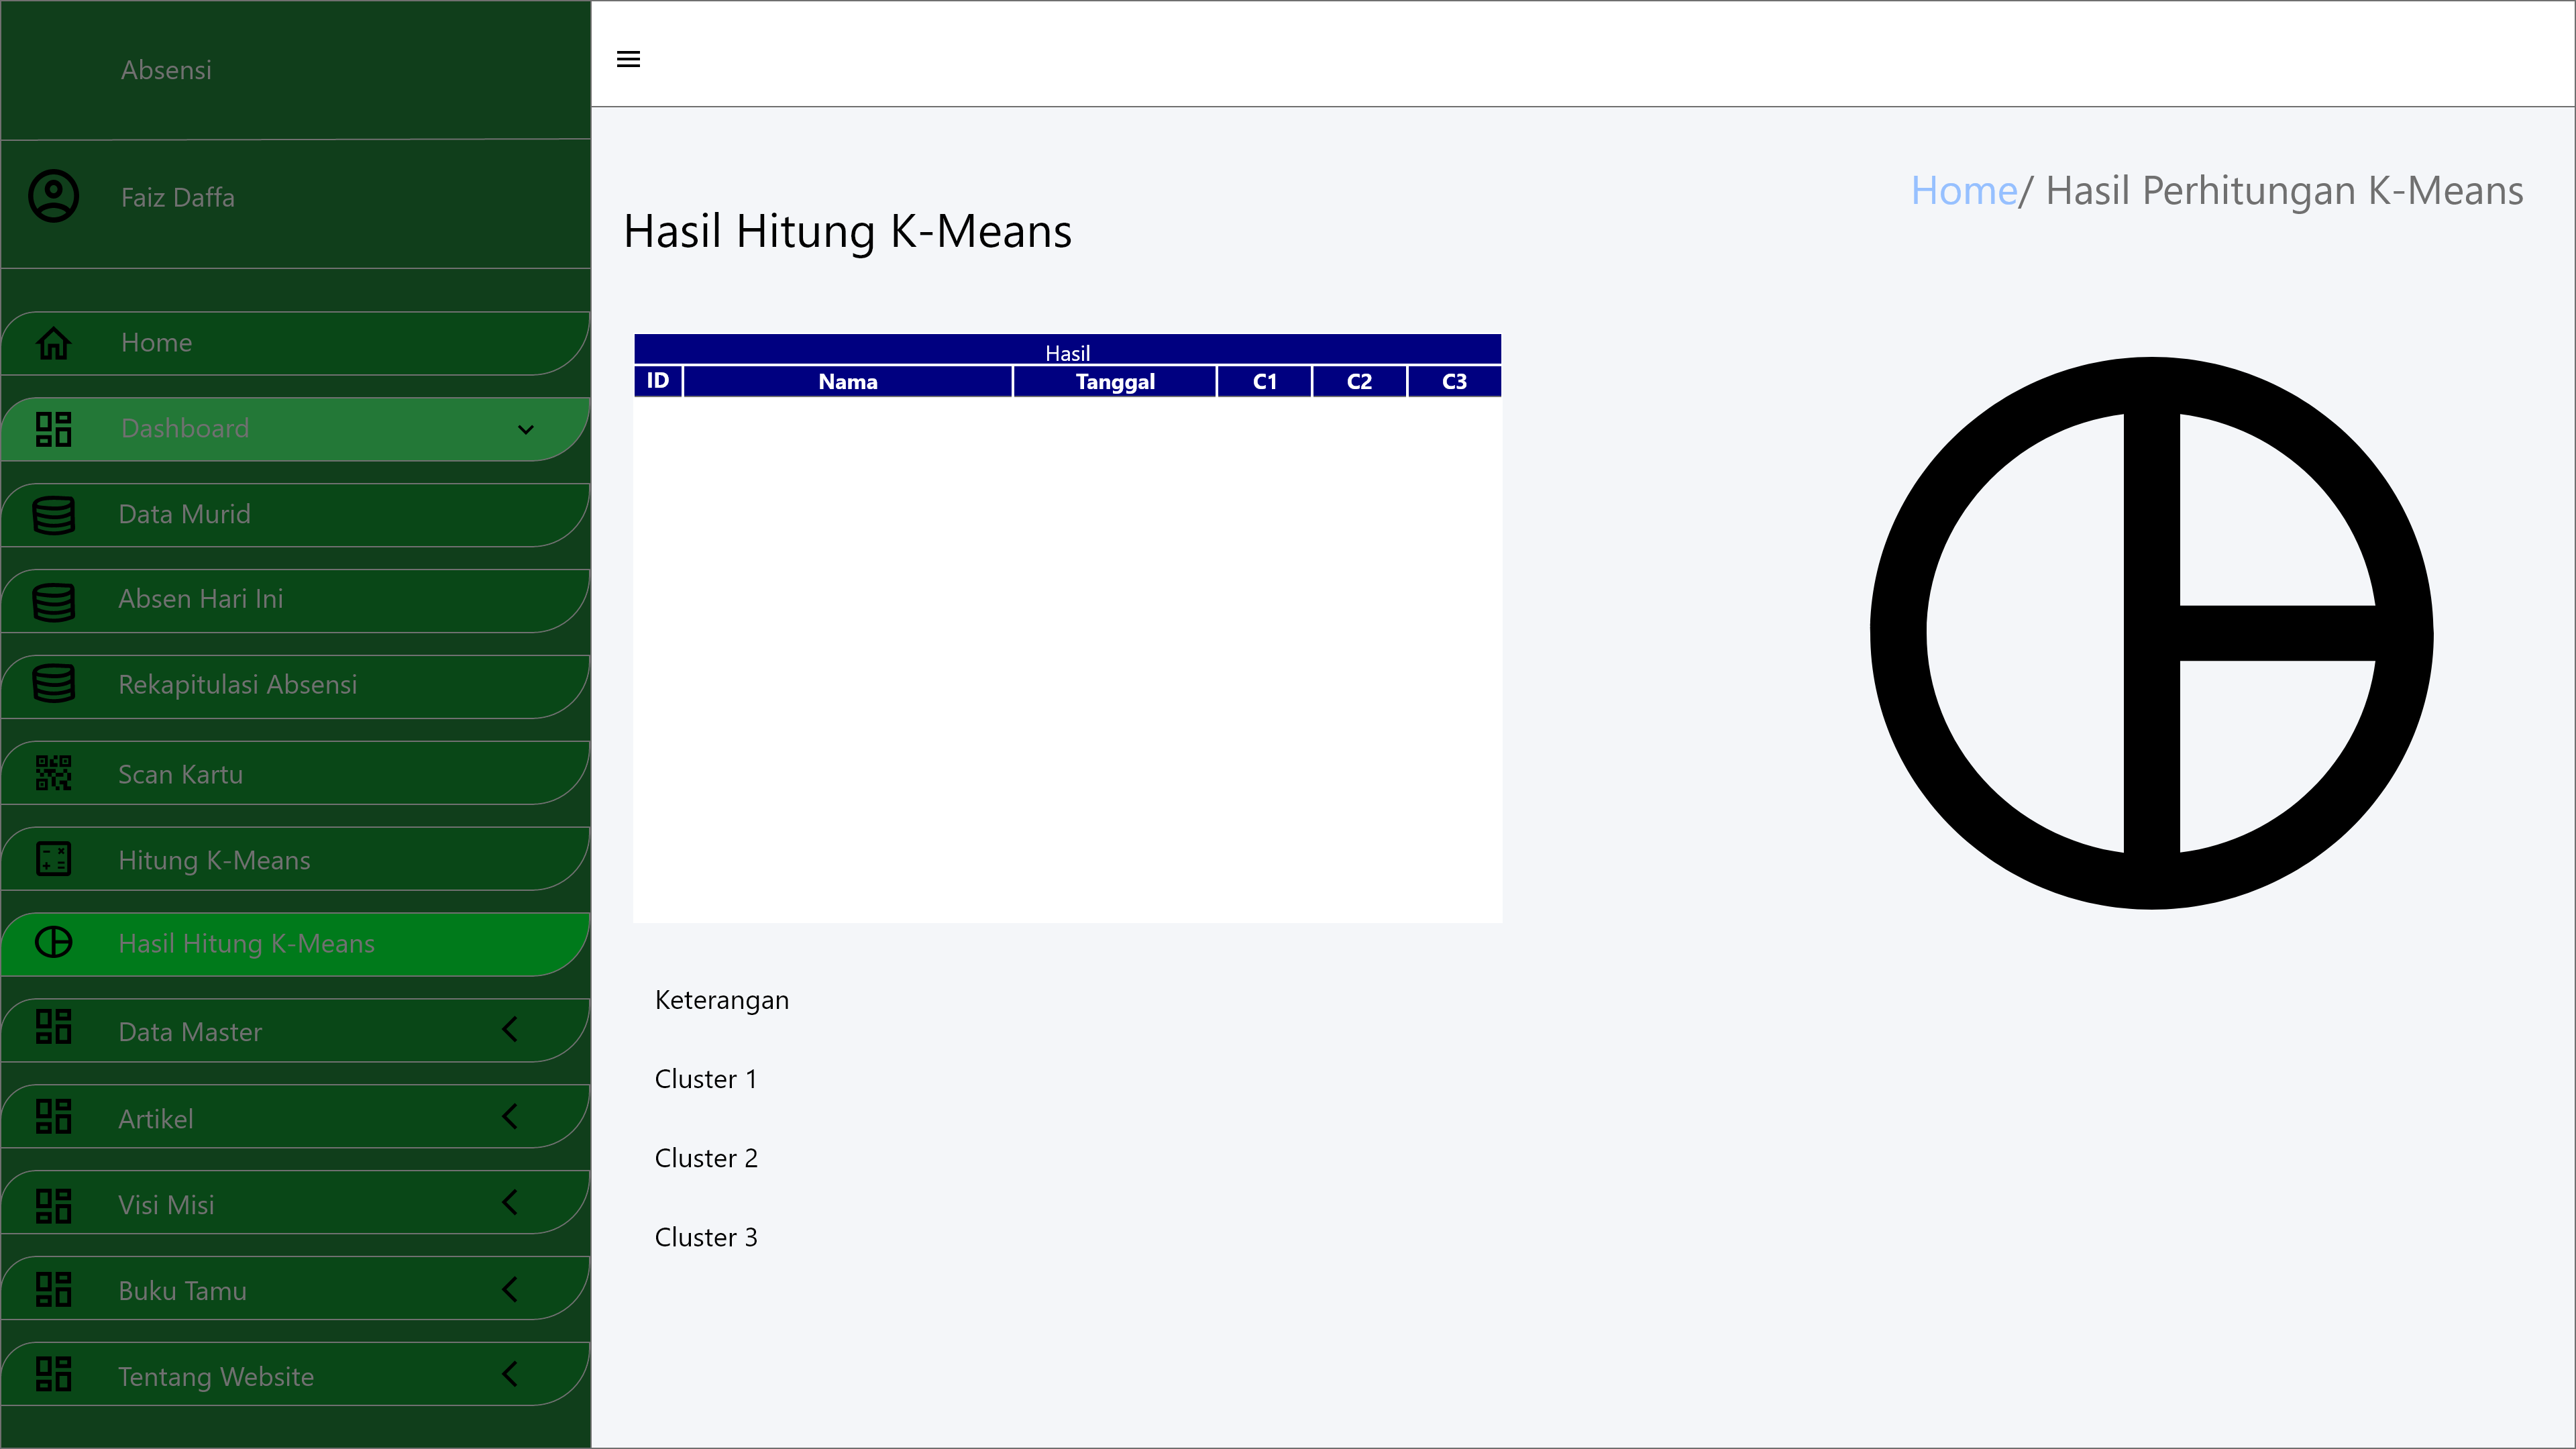 Absensi
Faiz Daffa
Home
Dashboard
Data Murid
Absen Hari Ini
Rekapitulasi Absensi
Scan Kartu
Hitung K-Means
Hasil Hitung K-Means
Data Master
Artikel
Visi Misi
Buku Tamu
Tentang Website
Home/ Hasil Perhitungan K-Means
Hasil Hitung K-Means
Hasil
ID Nama Tanggal C1 C2 C3
Keterangan
Cluster 1
Cluster 2
Cluster 3